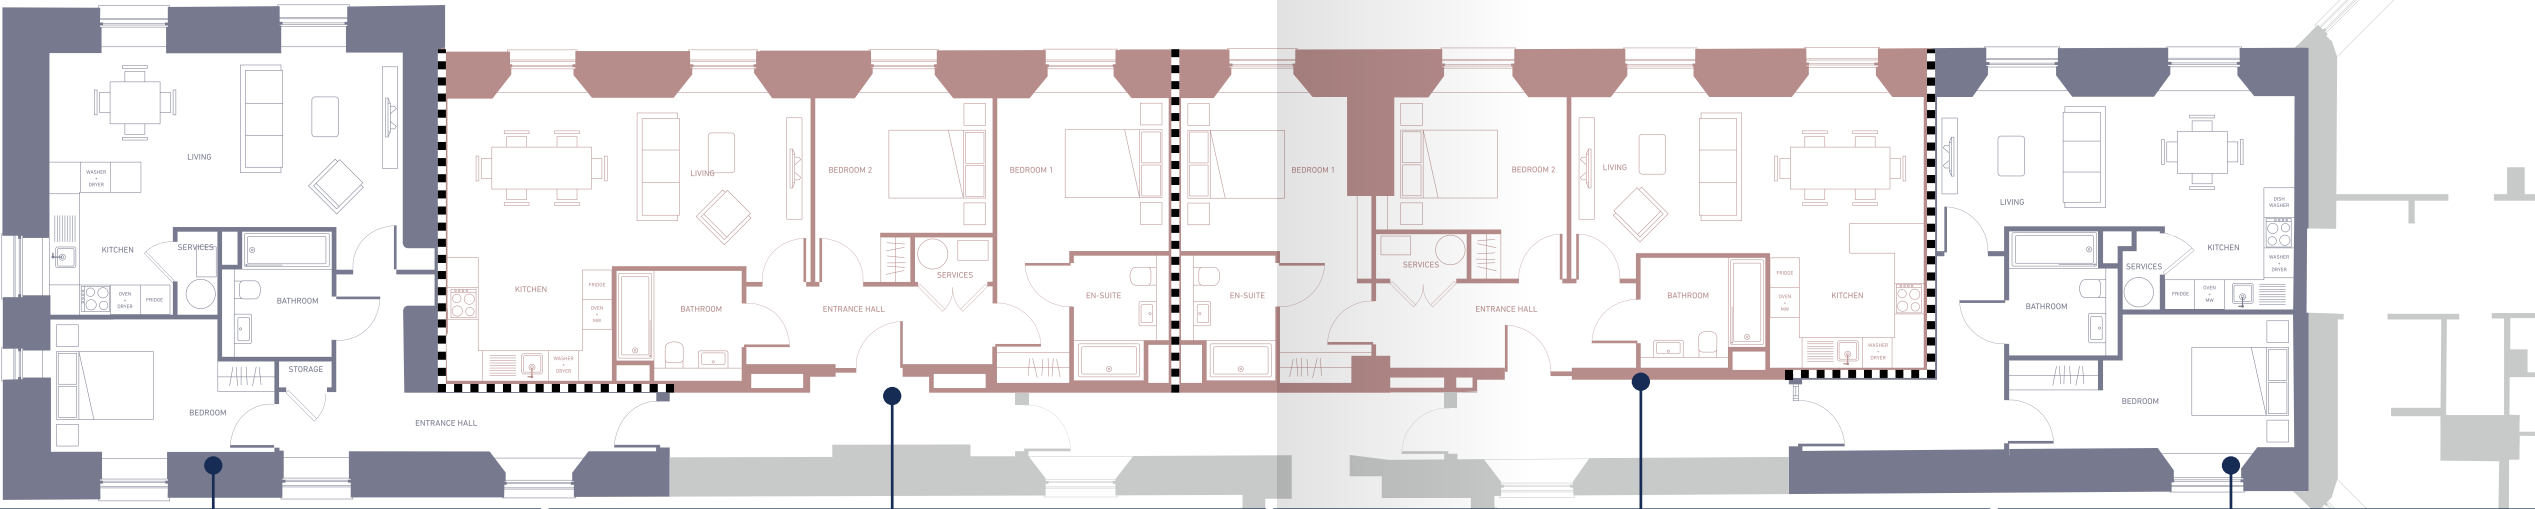 LIVING
WASHER
+
DRYER
KITCHEN
SERVICES
OVEN
+
DRYER
FRIDGE
BATHROOM
STORAGE
BEDROOM
ENTRANCE HALL
LIVING
KITCHEN
FRIDGE
OVEN
+
MW
WASHER
+
DRYER
BATHROOM
BEDROOM 2
SERVICES
ENTRANCE HALL
BEDROOM 1
EN-SUITE
BEDROOM 1
EN-SUITE
BEDROOM 2
SERVICES
ENTRANCE HALL
LIVING
BATHROOM
FRIDGE
OVEN
+
MW
KITCHEN
WASHER
+
DRYER
LIVING
DISH
WASHER
KITCHEN
WASHER
+
DRYER
SERVICES
FRIDGE
OVEN
+
MW
BATHROOM
BEDROOM